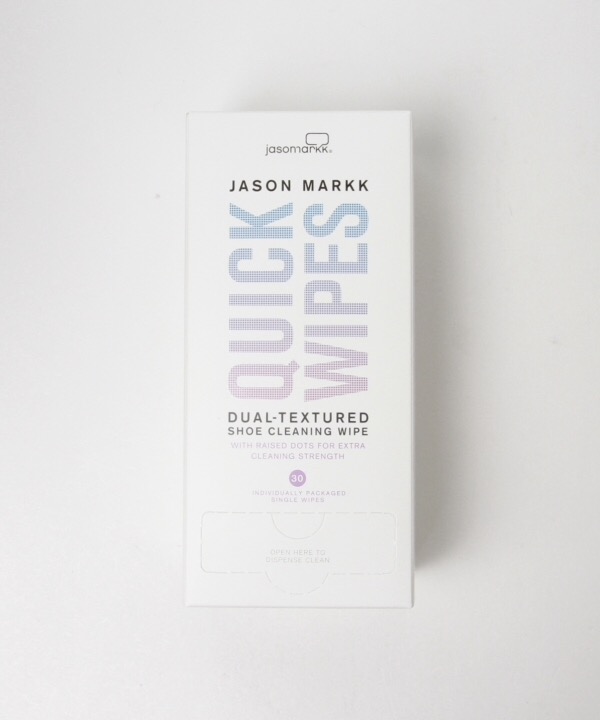 jasonmarkk®
JASON MARKK
QUICK
WIPES
DUAL-TEXTURED
SHOE CLEANING WIPE
WITH RAISED DOTS FOR EXTRA
CLEANING STRENGTH
30
INDIVIDUALLY PACKAGED
SINGLE WIPES
OPEN HERE TO
DISPENSE CLEAN